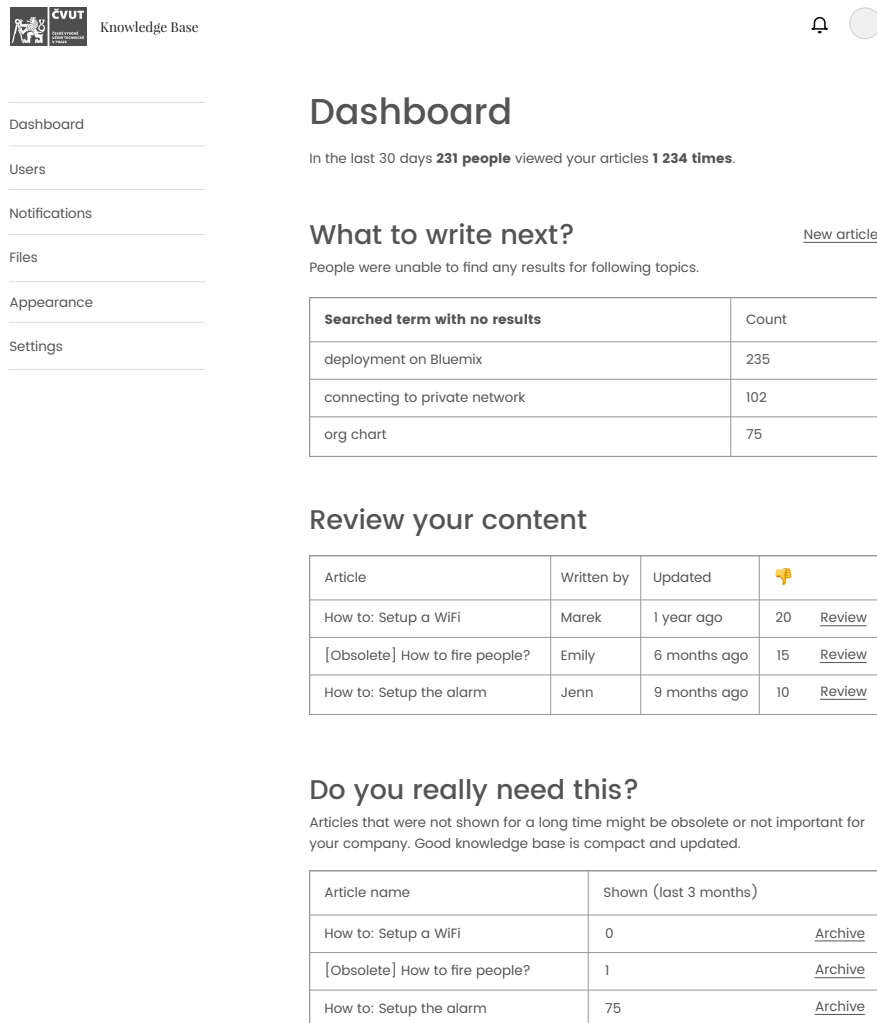 ČVUT
ČESKÉ VYSOKÉ
UČENÍ TECHNICKÉ
V PRAZE
Knowledge Base
Dashboard
Users
Notifications
Files
Appearance
Settings
Dashboard
In the last 30 days 231 people viewed your articles 1 234 times.
What to write next?
New article
People were unable to find any results for following topics.
Searched term with no results Count
deployment on Bluemix 235
connecting to private network 102
org chart 75
Review your content
Article Written by Updated 👎
How to: Setup a WiFi Marek 1 year ago 20 Review
[Obsolete] How to fire people? Emily 6 months ago 15 Review
How to: Setup the alarm Jenn 9 months ago 10 Review
Do you really need this?
Articles that were not shown for a long time might be obsolete or not important for
your company. Good knowledge base is compact and updated.
Article name Shown (last 3 months)
How to: Setup a WiFi 0 Archive
[Obsolete] How to fire people? 1 Archive
How to: Setup the alarm 75 Archive